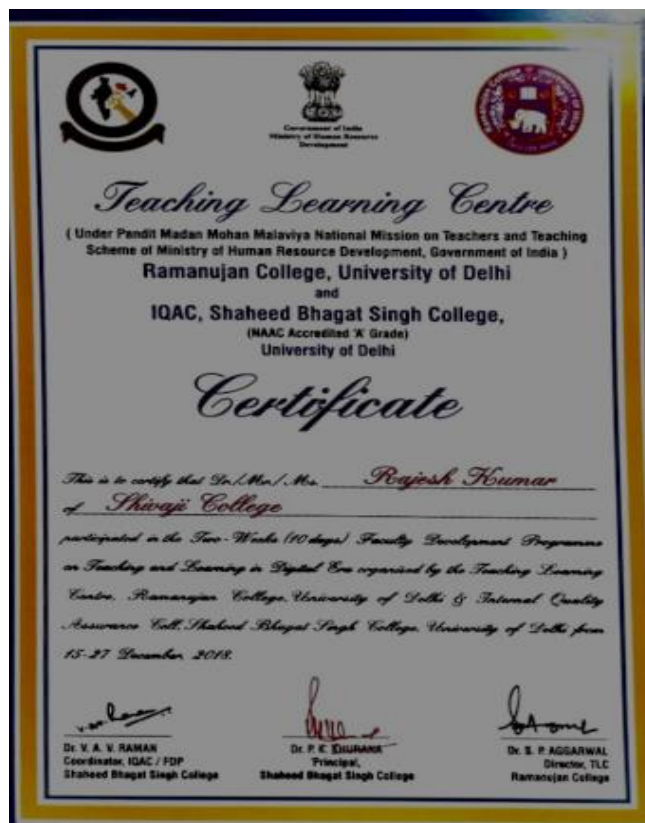 Government of India
Ministry of Human Resource
Development
Teaching Learning Centre
( Under Pandit Madan Mohan Malaviya National Mission on Teachers and Teaching
Scheme of Ministry of Human Resource Development, Government of India )
Ramanujan College, University of Delhi
and
IQAC, Shaheed Bhagat Singh College,
(NAAC Accredited 'A' Grade)
University of Delhi
Certificate
This is to certify that Dr./Mr./Ms. Rajesh Kumar
of Shivaji College
participated in the Two-Weeks (10 days) Faculty Development Programme
on Teaching and Learning in Digital Era organised by the Teaching Learning
Centre, Ramanujan College, University of Delhi & Internal Quality
Assurance Cell, Shaheed Bhagat Singh College, University of Delhi from
15-27 December, 2018.
Dr. V. A. V. RAMAN
Coordinator, IQAC / FDP
Shaheed Bhagat Singh College
Dr. P. K. KHURANA
Principal,
Shaheed Bhagat Singh College
Dr. S. P. AGGARWAL
Director, TLC
Ramanujan College